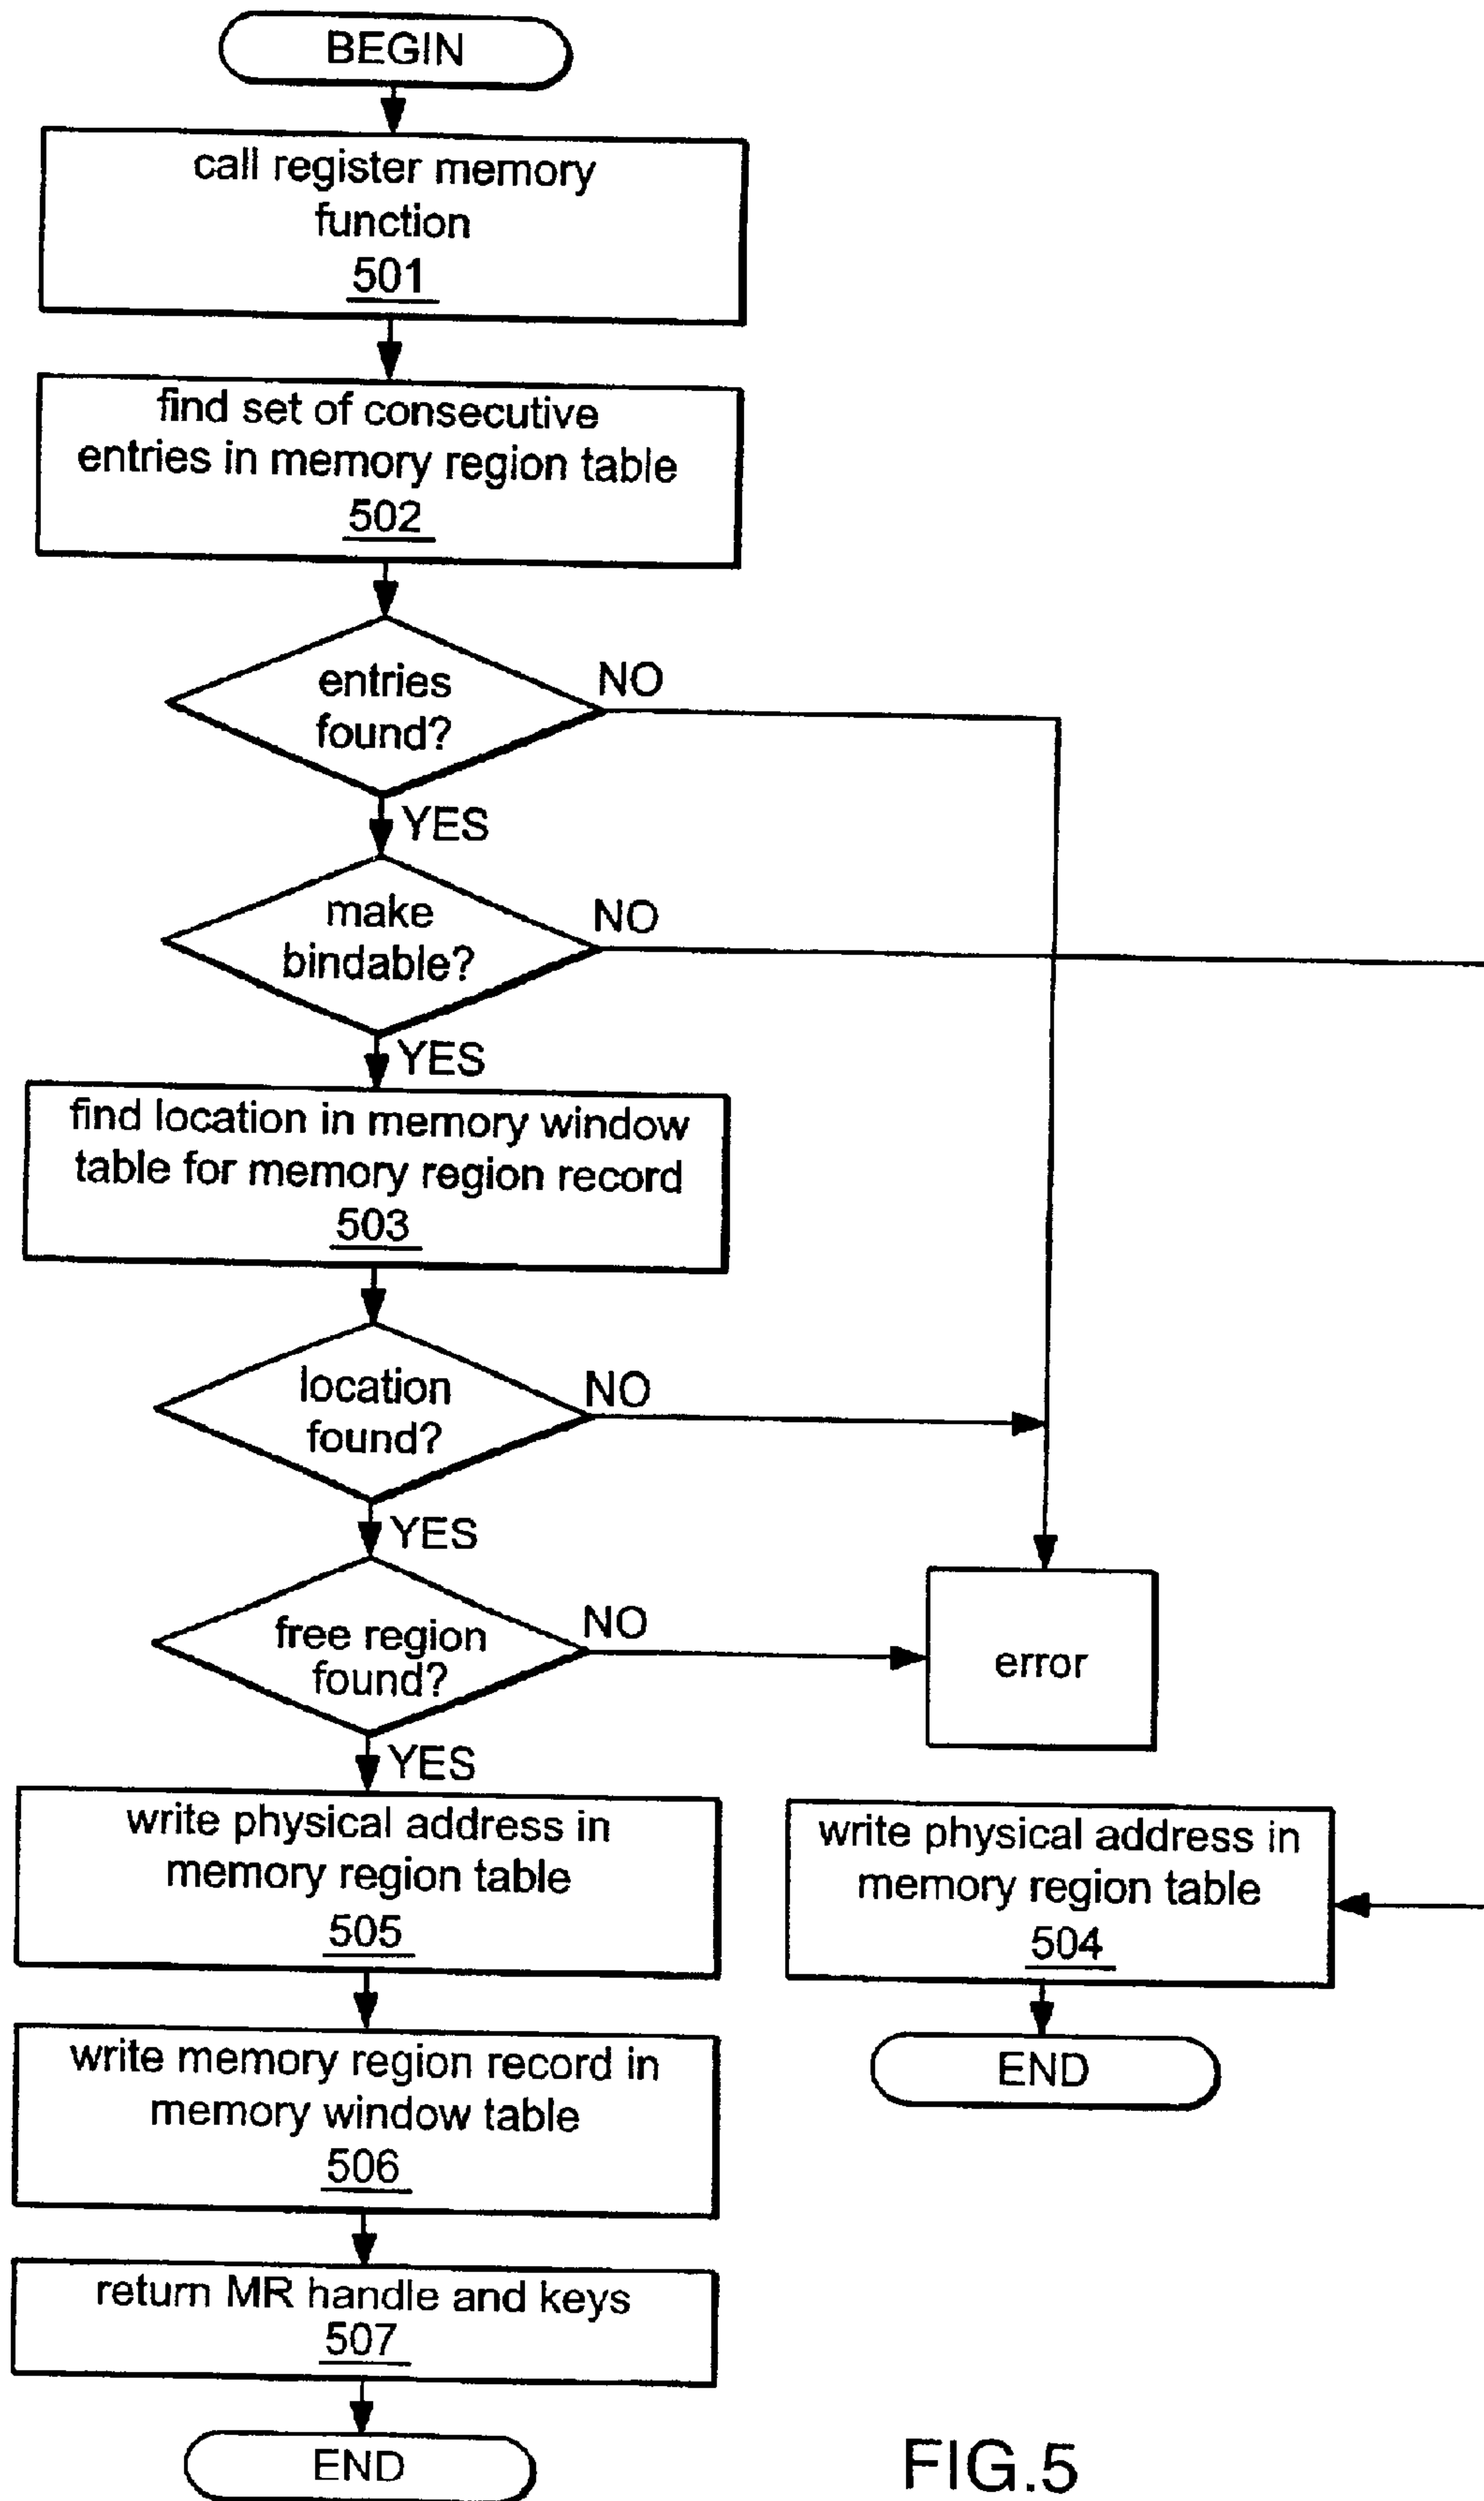 BEGIN
call register memory
function
501
find set of consecutive
entries in memory region table
502
entries
found?
NO
YES
make
bindable?
NO
YES
find location in memory window
table for memory region record
503
location
found?
NO
YES
free region
found?
NO
error
YES
write physical address in
memory region table
505
write physical address in
memory region table
504
END
write memory region record in
memory window table
506
return MR handle and keys
507
END
FIG.5